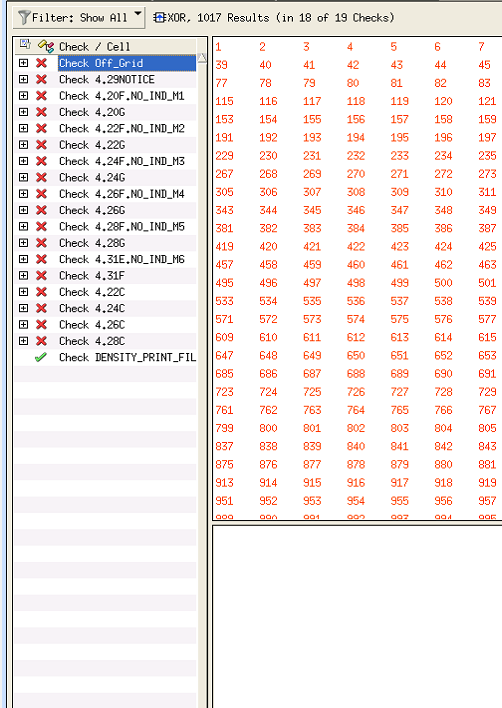 Filter: Show All XOR, 1017 Results (in 18 of 19 Checks)
Check / Cell
Check Off_Grid
Check 4.29NOTICE
Check 4.20F.NO_IND_M1
Check 4.20G
Check 4.22F.NO_IND_M2
Check 4.22G
Check 4.24F.NO_IND_M3
Check 4.24G
Check 4.26F.NO_IND_M4
Check 4.26G
Check 4.28F.NO_IND_M5
Check 4.28G
Check 4.31E.NO_IND_M6
Check 4.31F
Check 4.22C
Check 4.24C
Check 4.26C
Check 4.28C
Check DENSITY_PRINT_FIL
1 2 3 4 5 6 7
39 40 41 42 43 44 45
77 78 79 80 81 82 83
115 116 117 118 119 120 121
153 154 155 156 157 158 159
191 192 193 194 195 196 197
229 230 231 232 233 234 235
267 268 269 270 271 272 273
305 306 307 308 309 310 311
343 344 345 346 347 348 349
381 382 383 384 385 386 387
419 420 421 422 423 424 425
457 458 459 460 461 462 463
495 496 497 498 499 500 501
533 534 535 536 537 538 539
571 572 573 574 575 576 577
609 610 611 612 613 614 615
647 648 649 650 651 652 653
685 686 687 688 689 690 691
723 724 725 726 727 728 729
761 762 763 764 765 766 767
799 800 801 802 803 804 805
837 838 839 840 841 842 843
875 876 877 878 879 880 881
913 914 915 916 917 918 919
951 952 953 954 955 956 957